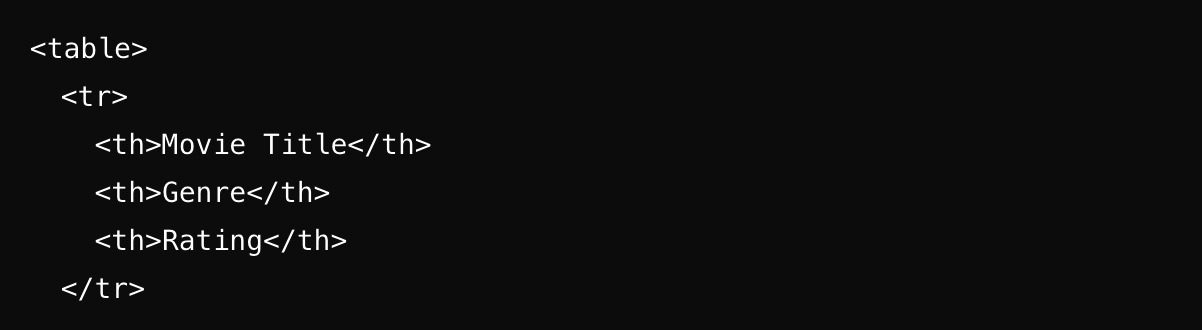 <table>
  <tr>
    <th>Movie Title</th>
    <th>Genre</th>
    <th>Rating</th>
  </tr>